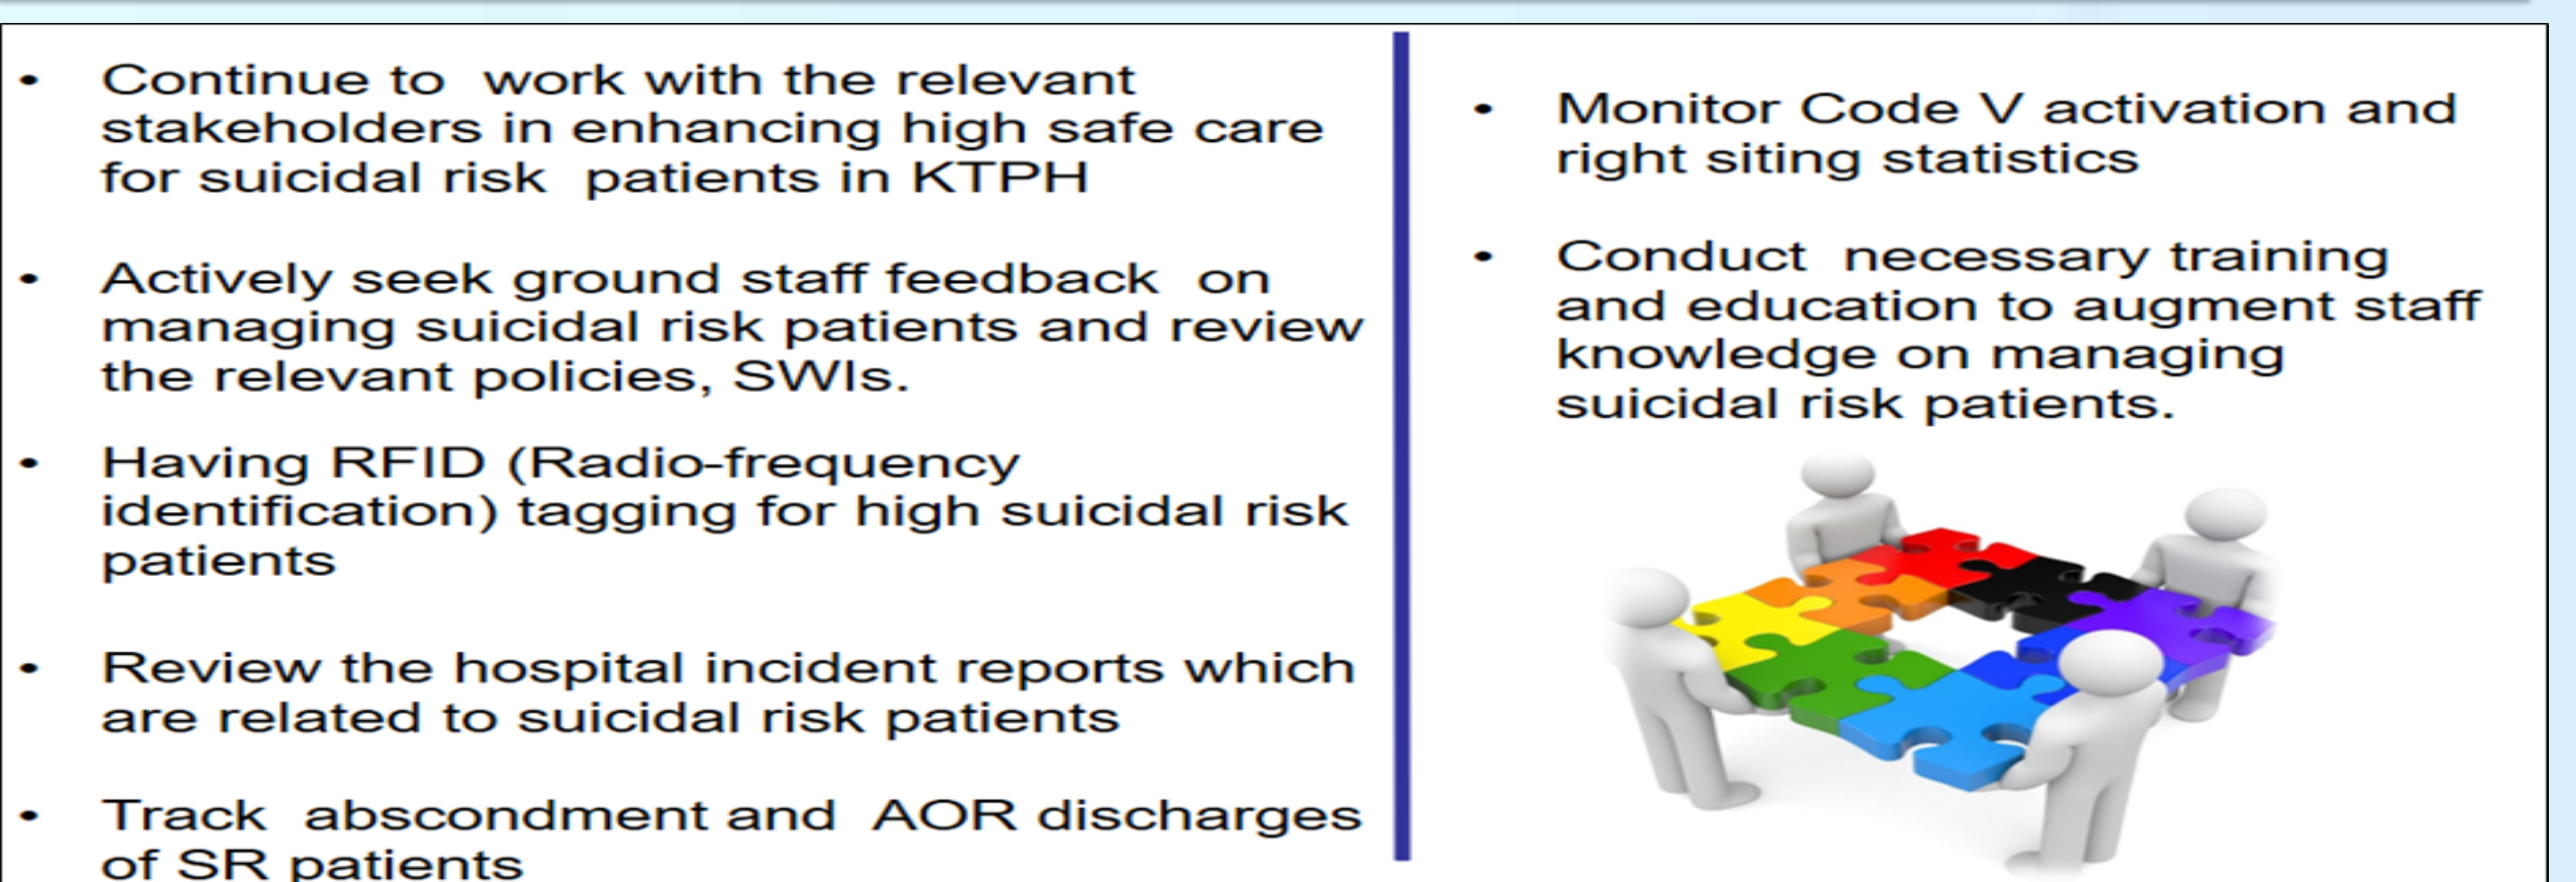 • Continue to work with the relevant
stakeholders in enhancing high safe care
for suicidal risk patients in KTPH
• Actively seek ground staff feedback on
managing suicidal risk patients and review
the relevant policies, SWIs.
• Having RFID (Radio-frequency
identification) tagging for high suicidal risk
patients
• Review the hospital incident reports which
are related to suicidal risk patients
• Track abscondment and AOR discharges
of SR patients
• Monitor Code V activation and
right siting statistics
• Conduct necessary training
and education to augment staff
knowledge on managing
suicidal risk patients.